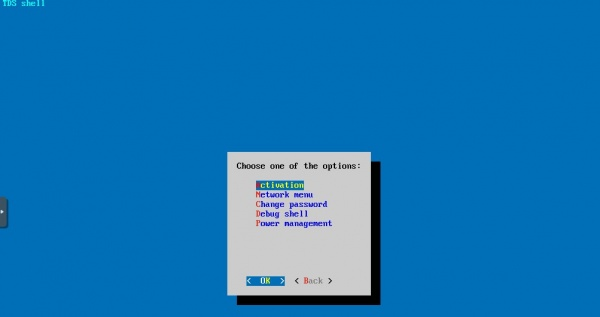 TDS shell
Choose one of the options:
Activation
Network menu
Change password
Debug shell
Power management
< OK > < Back >